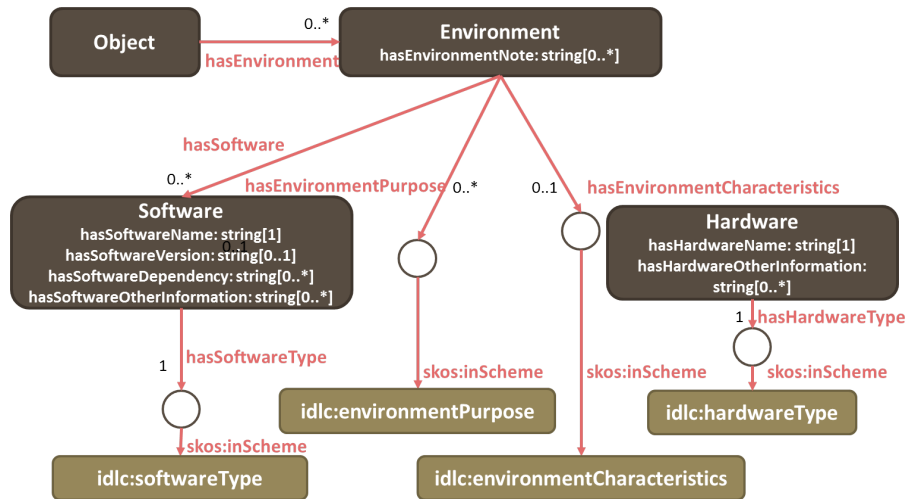 Object
0..*
hasEnvironment
Environment
hasEnvironmentNote: string[0..*]
hasSoftware
0..*
hasEnvironmentPurpose
0..*
0..1
hasEnvironmentCharacteristics
Software
hasSoftwareName: string[1]
0..1
hasSoftwareVersion: string[0..1]
hasSoftwareDependency: string[0..*]
hasSoftwareOtherInformation: string[0..*]
Hardware
hasHardwareName: string[1]
hasHardwareOtherInformation:
string[0..*]
1
hasHardwareType
hasSoftwareType
1
skos:inScheme
skos:inScheme
skos:inScheme
idlc:environmentPurpose
idlc:hardwareType
skos:inScheme
idlc:softwareType
idlc:environmentCharacteristics